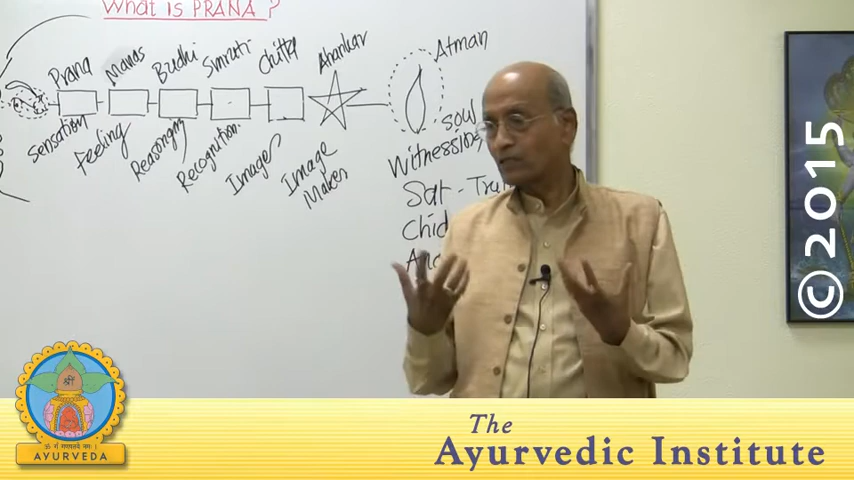 What is PRANA ?
Prana
Manas
Budhi
Smruti
Chitta
Ahankar
Atman
Sensation
Feeling
Reasoning
Recognition
Images
Image
Maker
Soul
Witnessing
Sat - Tru
Chid
©2015
श्री
AYURVEDA
The
Ayurvedic Institute